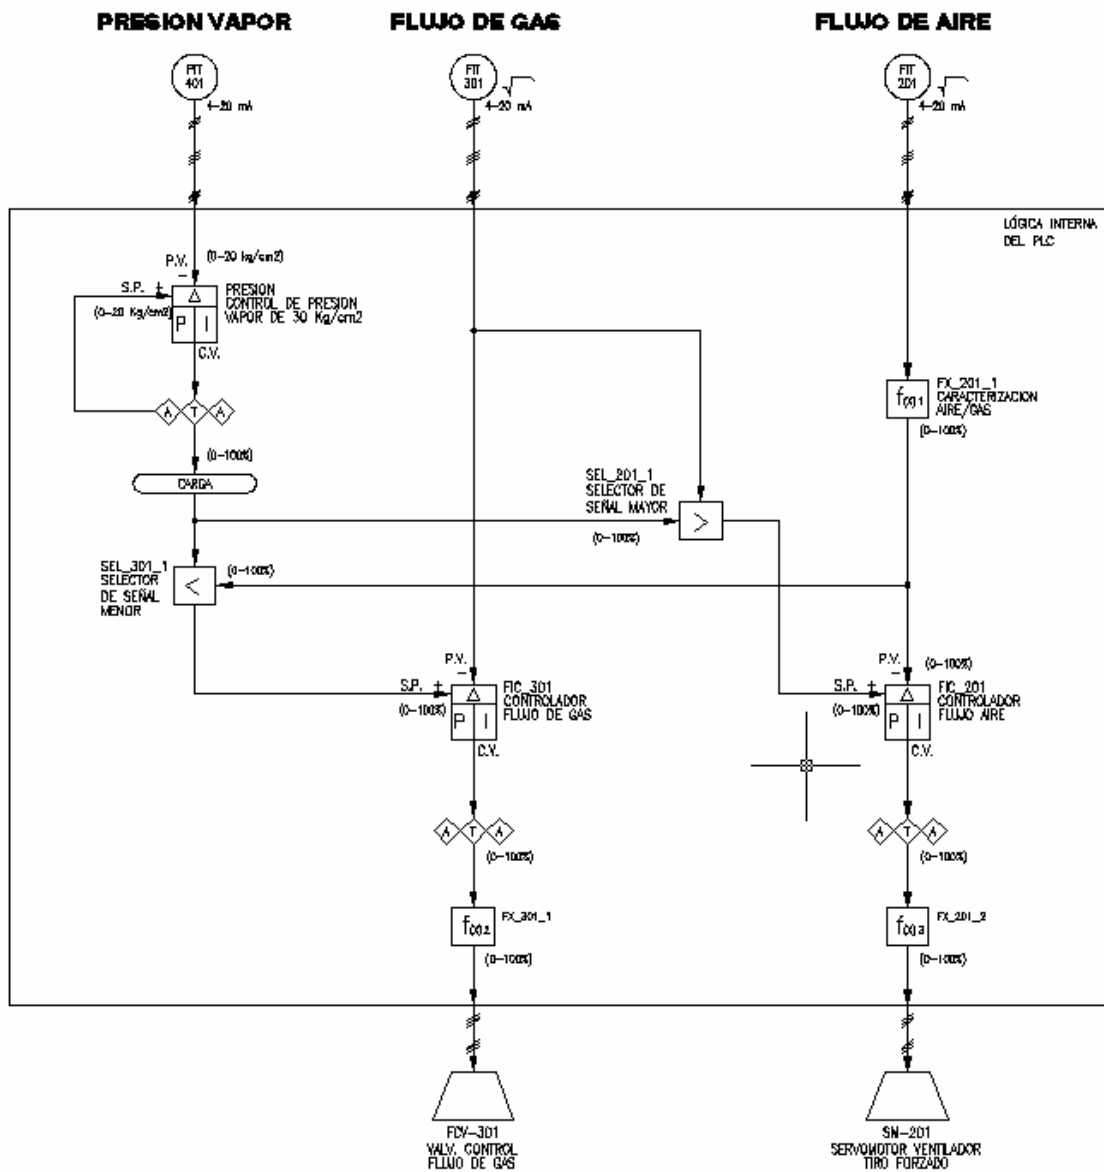 PRESION VAPOR
FLUJO DE GAS
FLUJO DE AIRE
PIT
401
4-20 mA
FIT
301
4-20 mA
FIT
201
4-20 mA
LÓGICA INTERNA
DEL PLC
P.V.
(0-20 kg/cm2)
-
S.P. +
(0-20 Kg/cm2)
Δ
P I
PRESION
CONTROL DE PRESION
VAPOR DE 30 Kg/cm2
C.V.
A T A
(0-100%)
CARGA
f(x)1
FX_201_1
CARACTERIZACION
AIRE/GAS
(0-100%)
SEL_201_1
SELECTOR DE
SEÑAL MAYOR
>
(0-100%)
SEL_301_1
SELECTOR
DE SEÑAL
MENOR
<
(0-100%)
P.V.
-
S.P. +
(0-100%)
Δ
P I
FIC_301
CONTROLADOR
FLUJO DE GAS
C.V.
P.V.
(0-100%)
-
S.P. +
(0-100%)
Δ
P I
FIC_201
CONTROLADOR
FLUJO AIRE
C.V.
A T A
(0-100%)
A T A
(0-100%)
f(x)2
FX_301_1
(0-100%)
f(x)3
FX_201_2
(0-100%)
FCV-301
VALV. CONTROL
FLUJO DE GAS
SM-201
SERVOMOTOR VENTILADOR
TIRO FORZADO